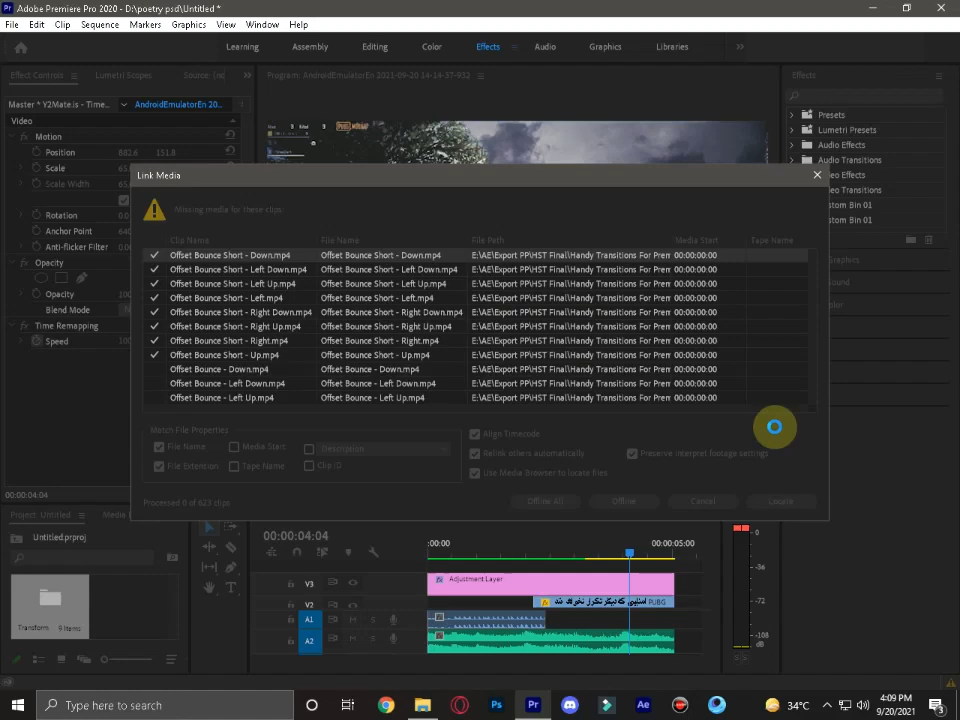 Adobe Premiere Pro 2020 - D:\poetry psd\Untitled *
File Edit Clip Sequence Markers Graphics View Window Help
Learning Assembly Editing Color Effects Audio Graphics Libraries
Effect Controls Lumetri Scopes Source: (no
Program: AndroidEmulatorEn 2021-09-20 14-14-37-932
Effects
Master * Y2Mate.is - Time... AndroidEmulatorEn 20...
Video
Motion
Position 882.6 151.8
Scale
Scale Width
Rotation
Anchor Point
Anti-flicker Filter
Opacity
Opacity
Blend Mode
Time Remapping
Speed
Presets
Lumetri Presets
Audio Effects
Audio Transitions
Link Media
Missing media for these clips:
Clip Name File Name File Path Media Start Tape Name
Offset Bounce Short - Down.mp4 Offset Bounce Short - Down.mp4 E:\AE\Export PP\HST Final\Handy Transitions For Prem 00:00:00:00
Offset Bounce Short - Left Down.mp4 Offset Bounce Short - Left Down.mp4 E:\AE\Export PP\HST Final\Handy Transitions For Prem 00:00:00:00
Offset Bounce Short - Left Up.mp4 Offset Bounce Short - Left Up.mp4 E:\AE\Export PP\HST Final\Handy Transitions For Prem 00:00:00:00
Offset Bounce Short - Left.mp4 Offset Bounce Short - Left.mp4 E:\AE\Export PP\HST Final\Handy Transitions For Prem 00:00:00:00
Offset Bounce Short - Right Down.mp4 Offset Bounce Short - Right Down.mp4 E:\AE\Export PP\HST Final\Handy Transitions For Prem 00:00:00:00
Offset Bounce Short - Right Up.mp4 Offset Bounce Short - Right Up.mp4 E:\AE\Export PP\HST Final\Handy Transitions For Prem 00:00:00:00
Offset Bounce Short - Right.mp4 Offset Bounce Short - Right.mp4 E:\AE\Export PP\HST Final\Handy Transitions For Prem 00:00:00:00
Offset Bounce Short - Up.mp4 Offset Bounce Short - Up.mp4 E:\AE\Export PP\HST Final\Handy Transitions For Prem 00:00:00:00
Offset Bounce - Down.mp4 Offset Bounce - Down.mp4 E:\AE\Export PP\HST Final\Handy Transitions For Prem 00:00:00:00
Offset Bounce - Left Down.mp4 Offset Bounce - Left Down.mp4 E:\AE\Export PP\HST Final\Handy Transitions For Prem 00:00:00:00
Offset Bounce - Left Up.mp4 Offset Bounce - Left Up.mp4 E:\AE\Export PP\HST Final\Handy Transitions For Prem 00:00:00:00
Match File Properties
File Name Media Start Description
File Extension Tape Name Clip ID
Align Timecode
Relink others automatically Preserve interpret footage settings
Use Media Browser to locate files
Processed 0 of 623 clips
Offline All Offline Cancel Locate
eo Effects
eo Transitions
stom Bin 01
stom Bin 02
Graphics
00:00:04:04
Project: Untitled Media
Untitled.prproj
Transform 9 Items
00:00:04:04
:00:00 00:00:05:00
V3 Adjustment Layer
V2 PUBG
A1 M S
A2 M S
0
-36
-72
-108
dB
Type here to search
Ps Pr Ae
34°C
4:09 PM
9/20/2021
3